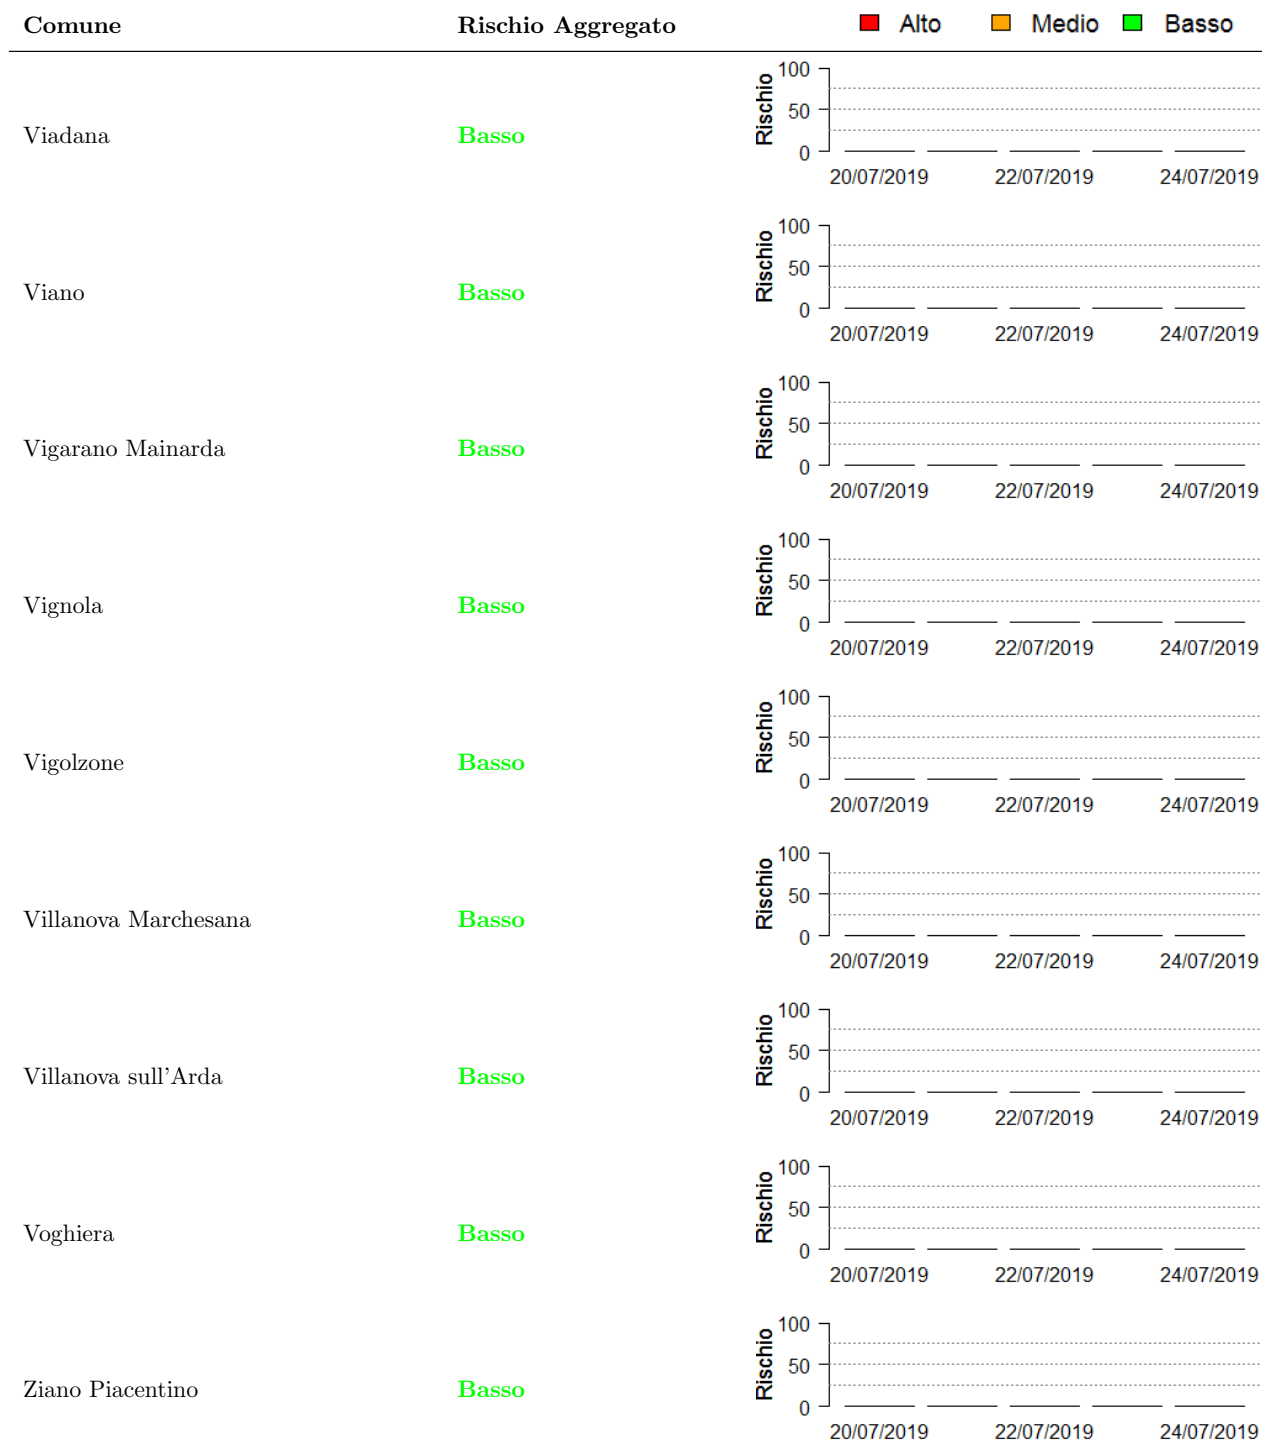 Comune Rischio Aggregato Alto Medio Basso
100
Rischio
50
Viadana Basso
0
20/07/2019 22/07/2019 24/07/2019
100
Rischio
50
Viano Basso
0
20/07/2019 22/07/2019 24/07/2019
100
Rischio
50
Vigarano Mainarda Basso
0
20/07/2019 22/07/2019 24/07/2019
100
Rischio
50
Vignola Basso
0
20/07/2019 22/07/2019 24/07/2019
100
Rischio
50
Vigolzone Basso
0
20/07/2019 22/07/2019 24/07/2019
100
Rischio
50
Villanova Marchesana Basso
0
20/07/2019 22/07/2019 24/07/2019
100
Rischio
50
Villanova sull'Arda Basso
0
20/07/2019 22/07/2019 24/07/2019
100
Rischio
50
Voghiera Basso
0
20/07/2019 22/07/2019 24/07/2019
100
Rischio
50
Ziano Piacentino Basso
0
20/07/2019 22/07/2019 24/07/2019